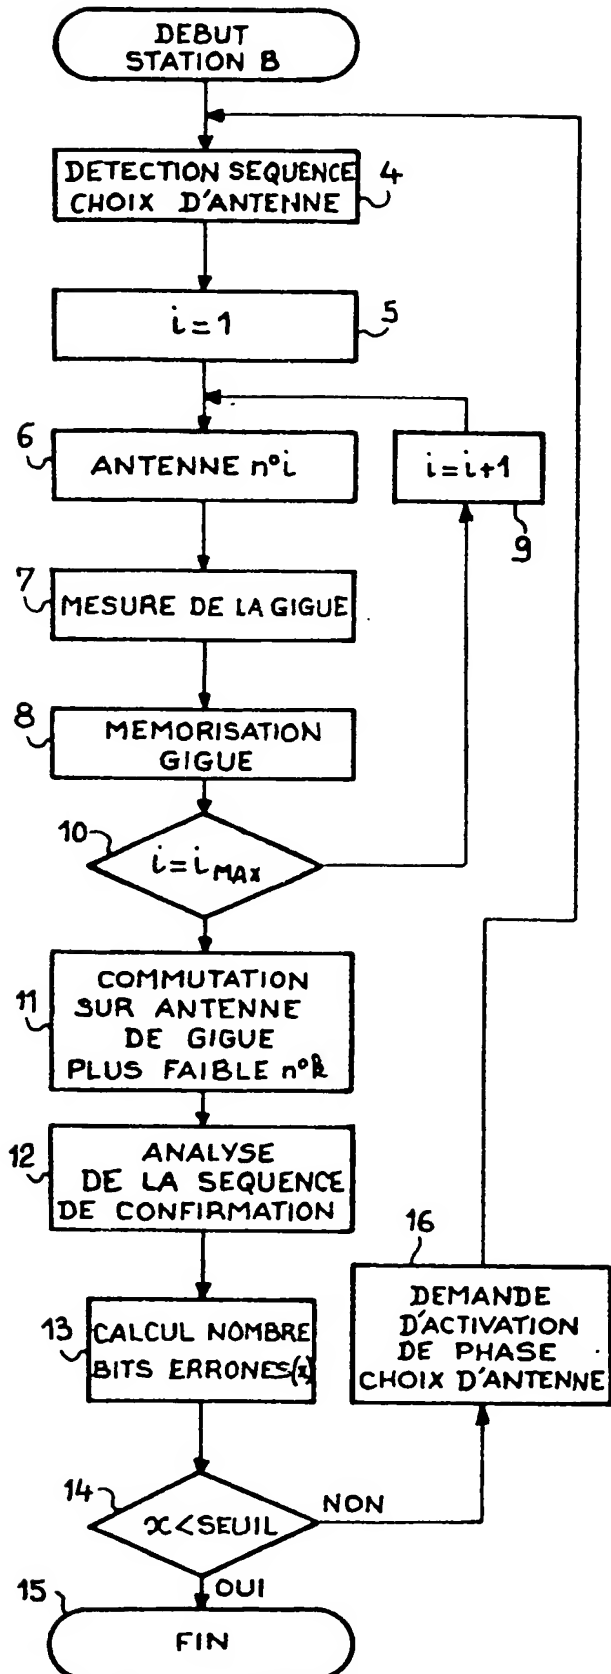 DEBUT
STATION B
DETECTION SEQUENCE
CHOIX D'ANTENNE
4
i = 1
5
6
ANTENNE n° i
i = i + 1
9
7
MESURE DE LA GIGUE
8
MEMORISATION
GIGUE
10
i = i MAX
11
COMMUTATION
SUR ANTENNE
DE GIGUE
PLUS FAIBLE n° k
12
ANALYSE
DE LA SEQUENCE
DE CONFIRMATION
16
DEMANDE
D'ACTIVATION
DE PHASE
CHOIX D'ANTENNE
13
CALCUL NOMBRE
BITS ERRONES(x)
14
x < SEUIL
NON
OUI
15
FIN